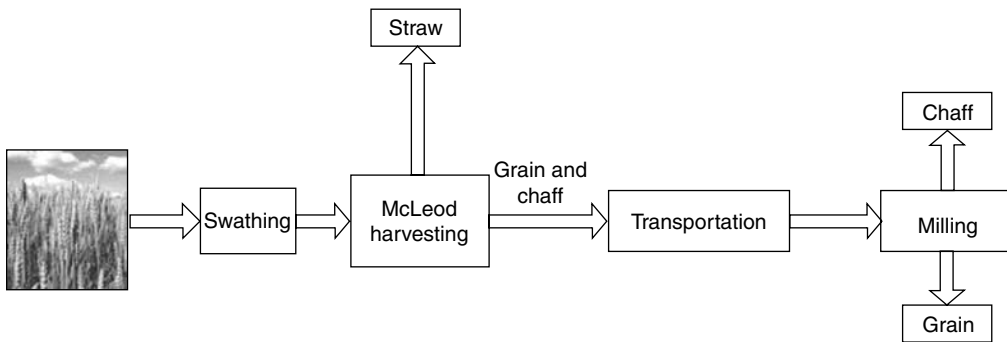 Straw
Chaff
Grain and
chaff
Swathing
McLeod
harvesting
Transportation
Milling
Grain